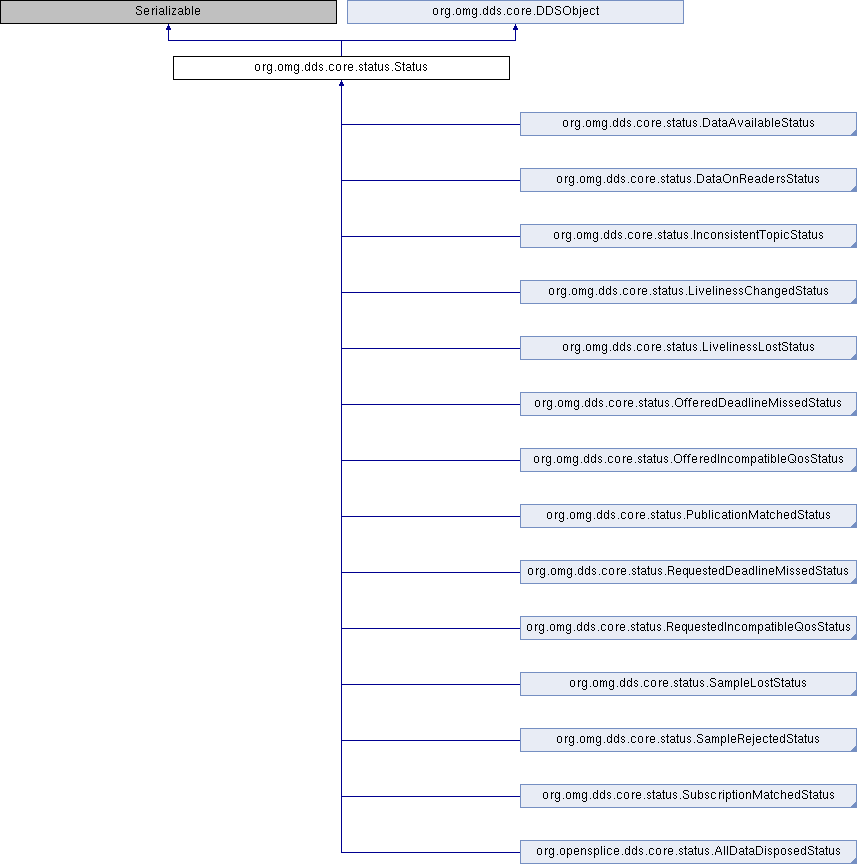 Serializable
org.omg.dds.core.DDSObject
org.omg.dds.core.status.Status
org.omg.dds.core.status.DataAvailableStatus
org.omg.dds.core.status.DataOnReadersStatus
org.omg.dds.core.status.InconsistentTopicStatus
org.omg.dds.core.status.LivelinessChangedStatus
org.omg.dds.core.status.LivelinessLostStatus
org.omg.dds.core.status.OfferedDeadlineMissedStatus
org.omg.dds.core.status.OfferedIncompatibleQosStatus
org.omg.dds.core.status.PublicationMatchedStatus
org.omg.dds.core.status.RequestedDeadlineMissedStatus
org.omg.dds.core.status.RequestedIncompatibleQosStatus
org.omg.dds.core.status.SampleLostStatus
org.omg.dds.core.status.SampleRejectedStatus
org.omg.dds.core.status.SubscriptionMatchedStatus
org.opensplice.dds.core.status.AllDataDisposedStatus